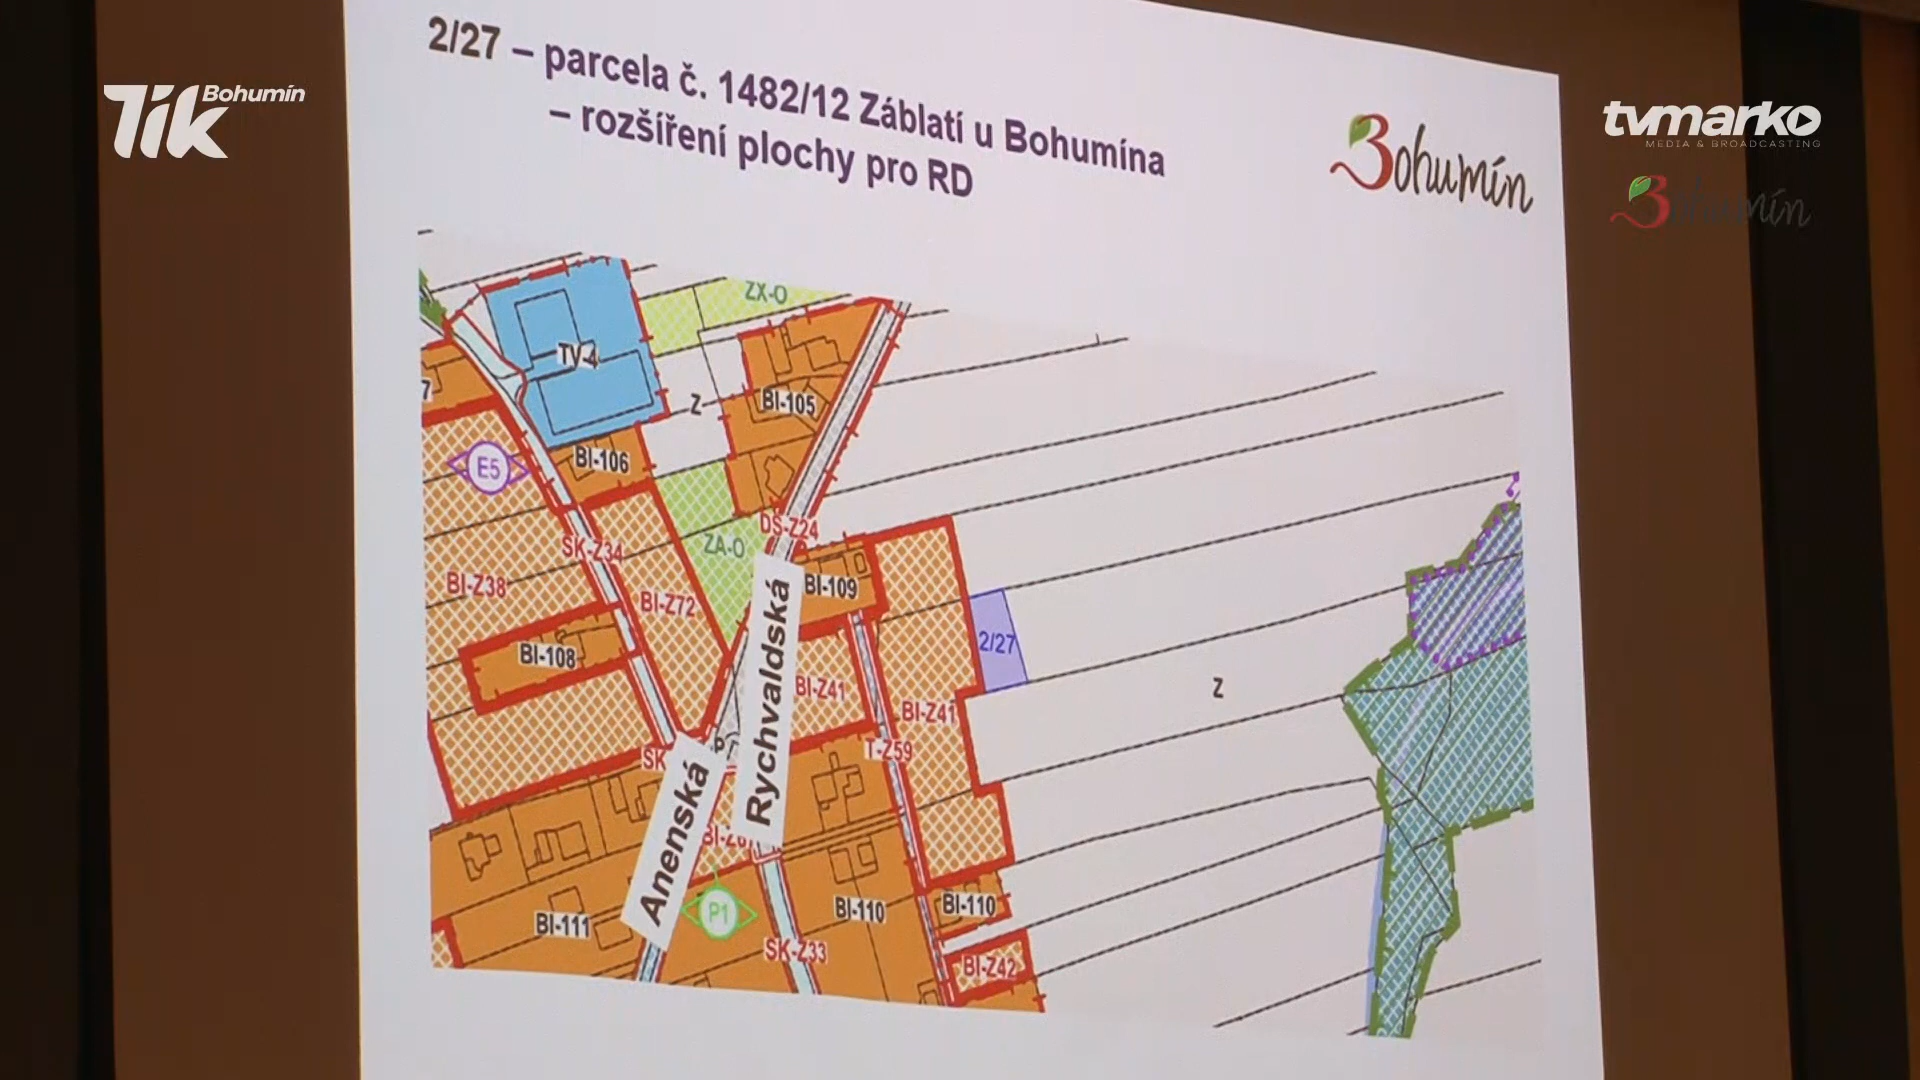 2/27 – parcela č. 1482/12 Záblatí u Bohumína
– rozšíření plochy pro RD
Tik Bohumín
tvmarko
MEDIA & BROADCASTING
Bohumín
Bohumín
ZX-O
TV-4
7
Z
BI-105
BI-106
E5
DS-Z24
SK-Z34
ZA-O
BI-Z38
BI-Z72
BI-109
2/27
BI-108
BI-Z41
BI-Z41
Z
Rychvaldská
SK
T-Z59
Anenská
BI-111
P1
BI-110
BI-110
SK-Z33
BI-Z42